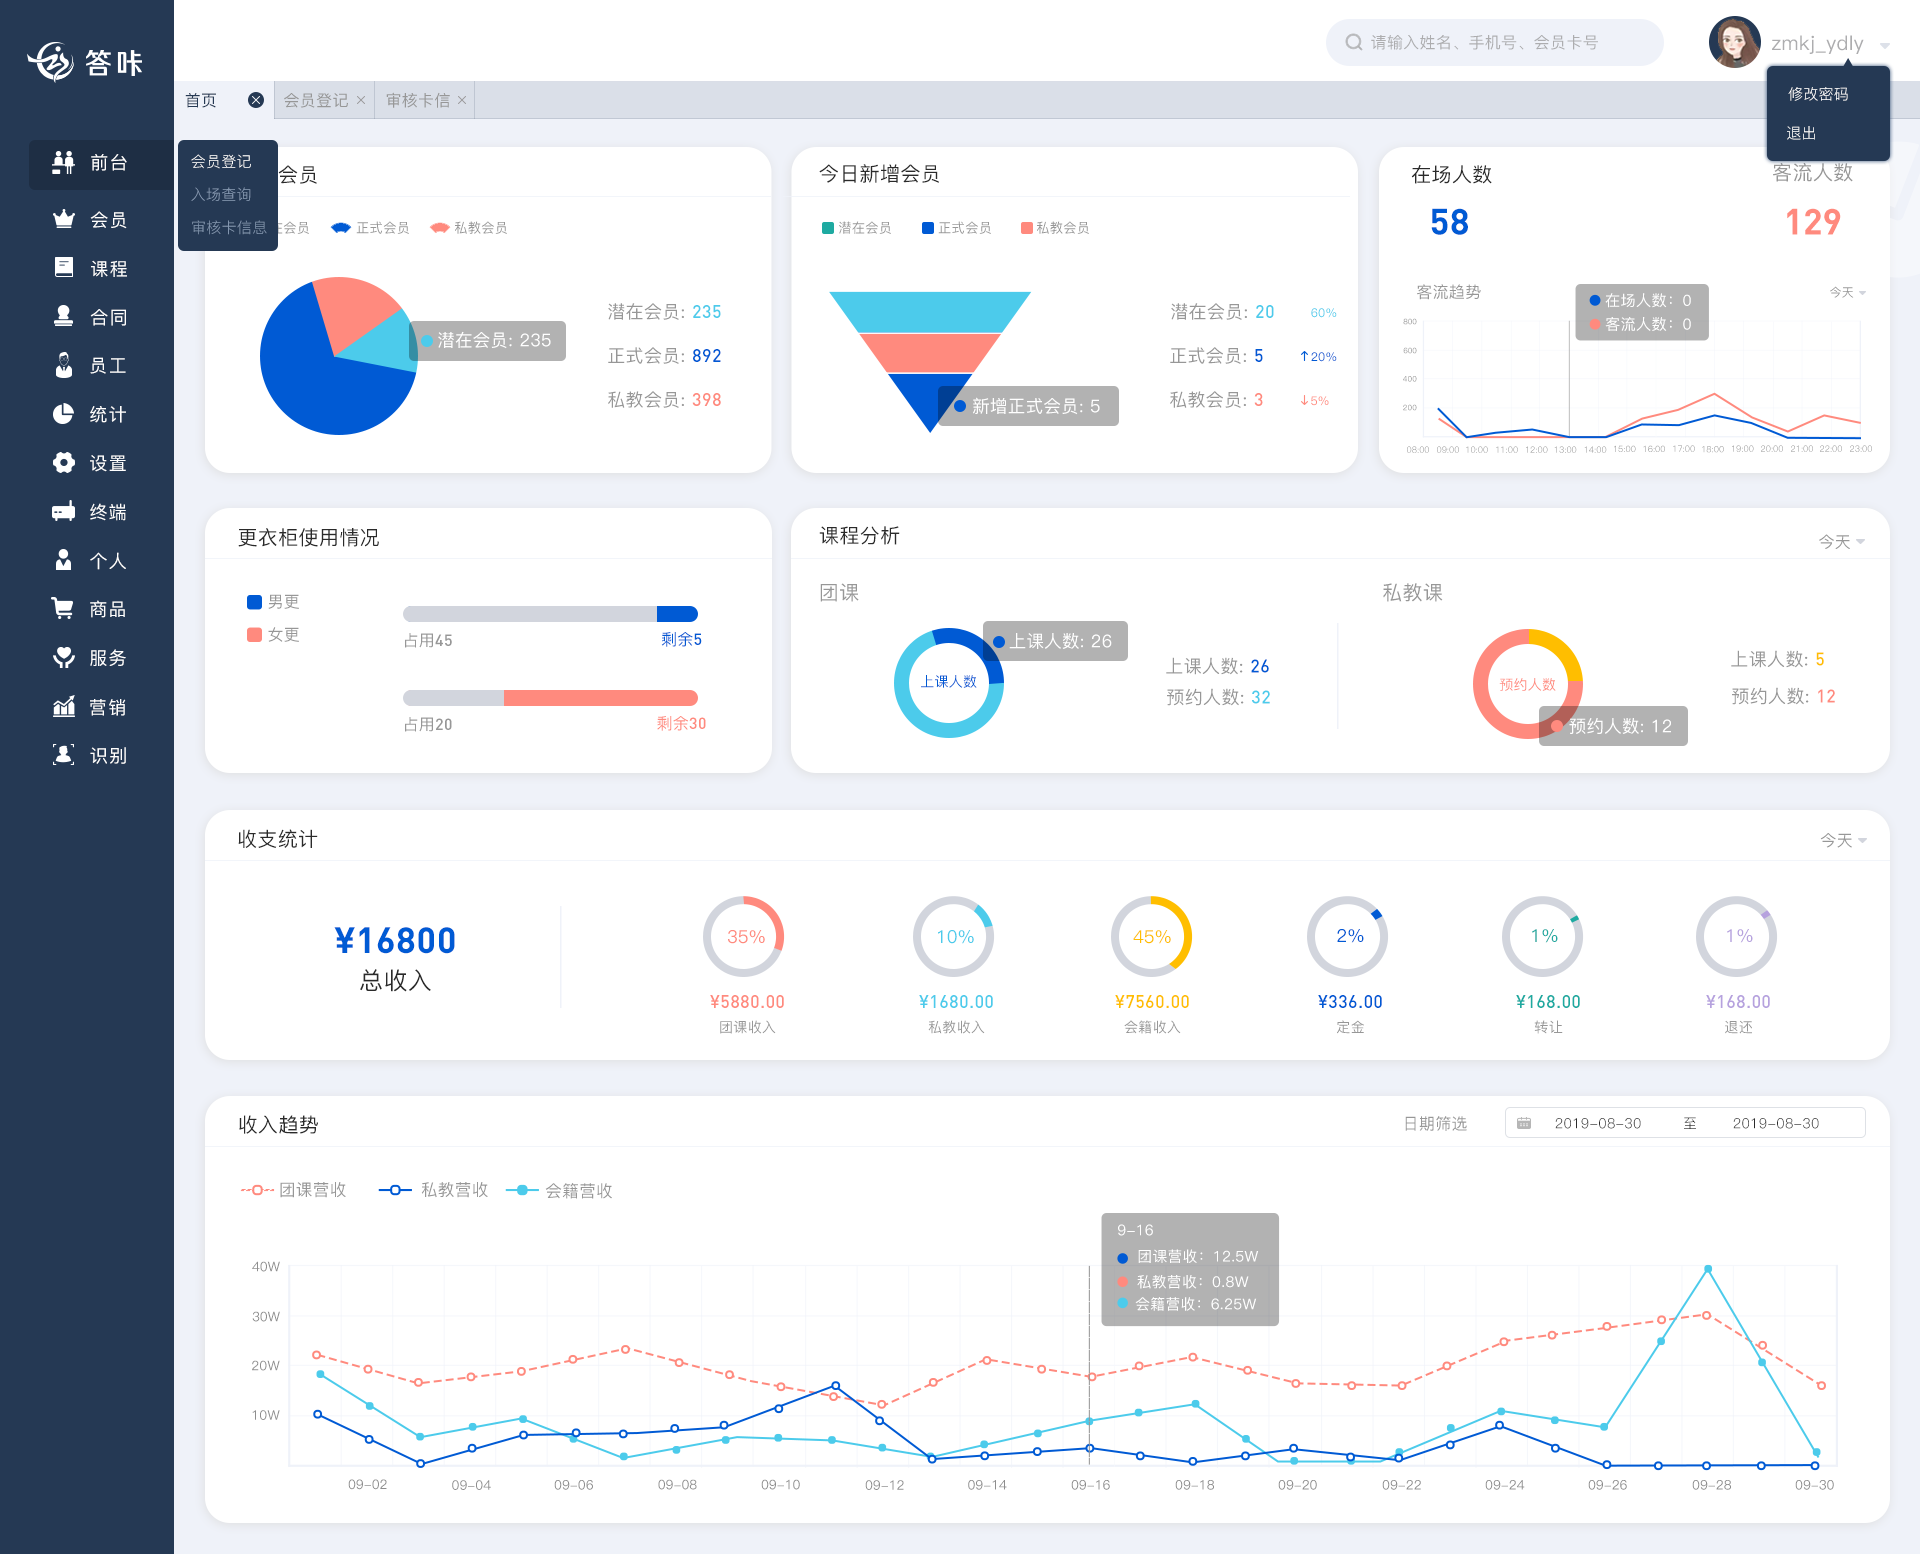 答咔
请输入姓名、手机号、会员卡号
zmkj_ydly
修改密码
退出
首页
会员登记
审核卡信
前台
会员
课程
合同
员工
统计
设置
终端
个人
商品
服务
营销
识别
会员登记
入场查询
审核卡信息
会员
会员
正式会员
私教会员
潜在会员: 235
潜在会员: 235
正式会员: 892
私教会员: 398
今日新增会员
潜在会员
正式会员
私教会员
新增正式会员: 5
潜在会员: 20
60%
正式会员: 5
↑20%
私教会员: 3
↓5%
在场人数
客流人数
58
129
客流趋势
今天
在场人数: 0
客流人数: 0
800
600
400
200
08:00 09:00 10:00 11:00 12:00 13:00 14:00 15:00 16:00 17:00 18:00 19:00 20:00 21:00 22:00 23:00
更衣柜使用情况
男更
女更
占用45
剩余5
占用20
剩余30
课程分析
今天
团课
上课人数
上课人数: 26
上课人数: 26
预约人数: 32
私教课
预约人数
预约人数: 12
上课人数: 5
预约人数: 12
收支统计
今天
¥16800
总收入
35%
¥5880.00
团课收入
10%
¥1680.00
私教收入
45%
¥7560.00
会籍收入
2%
¥336.00
定金
1%
¥168.00
转让
1%
¥168.00
退还
收入趋势
日期筛选
2019-08-30 至 2019-08-30
团课营收
私教营收
会籍营收
9-16
团课营收: 12.5W
私教营收: 0.8W
会籍营收: 6.25W
40W
30W
20W
10W
09-02 09-04 09-06 09-08 09-10 09-12 09-14 09-16 09-18 09-20 09-22 09-24 09-26 09-28 09-30